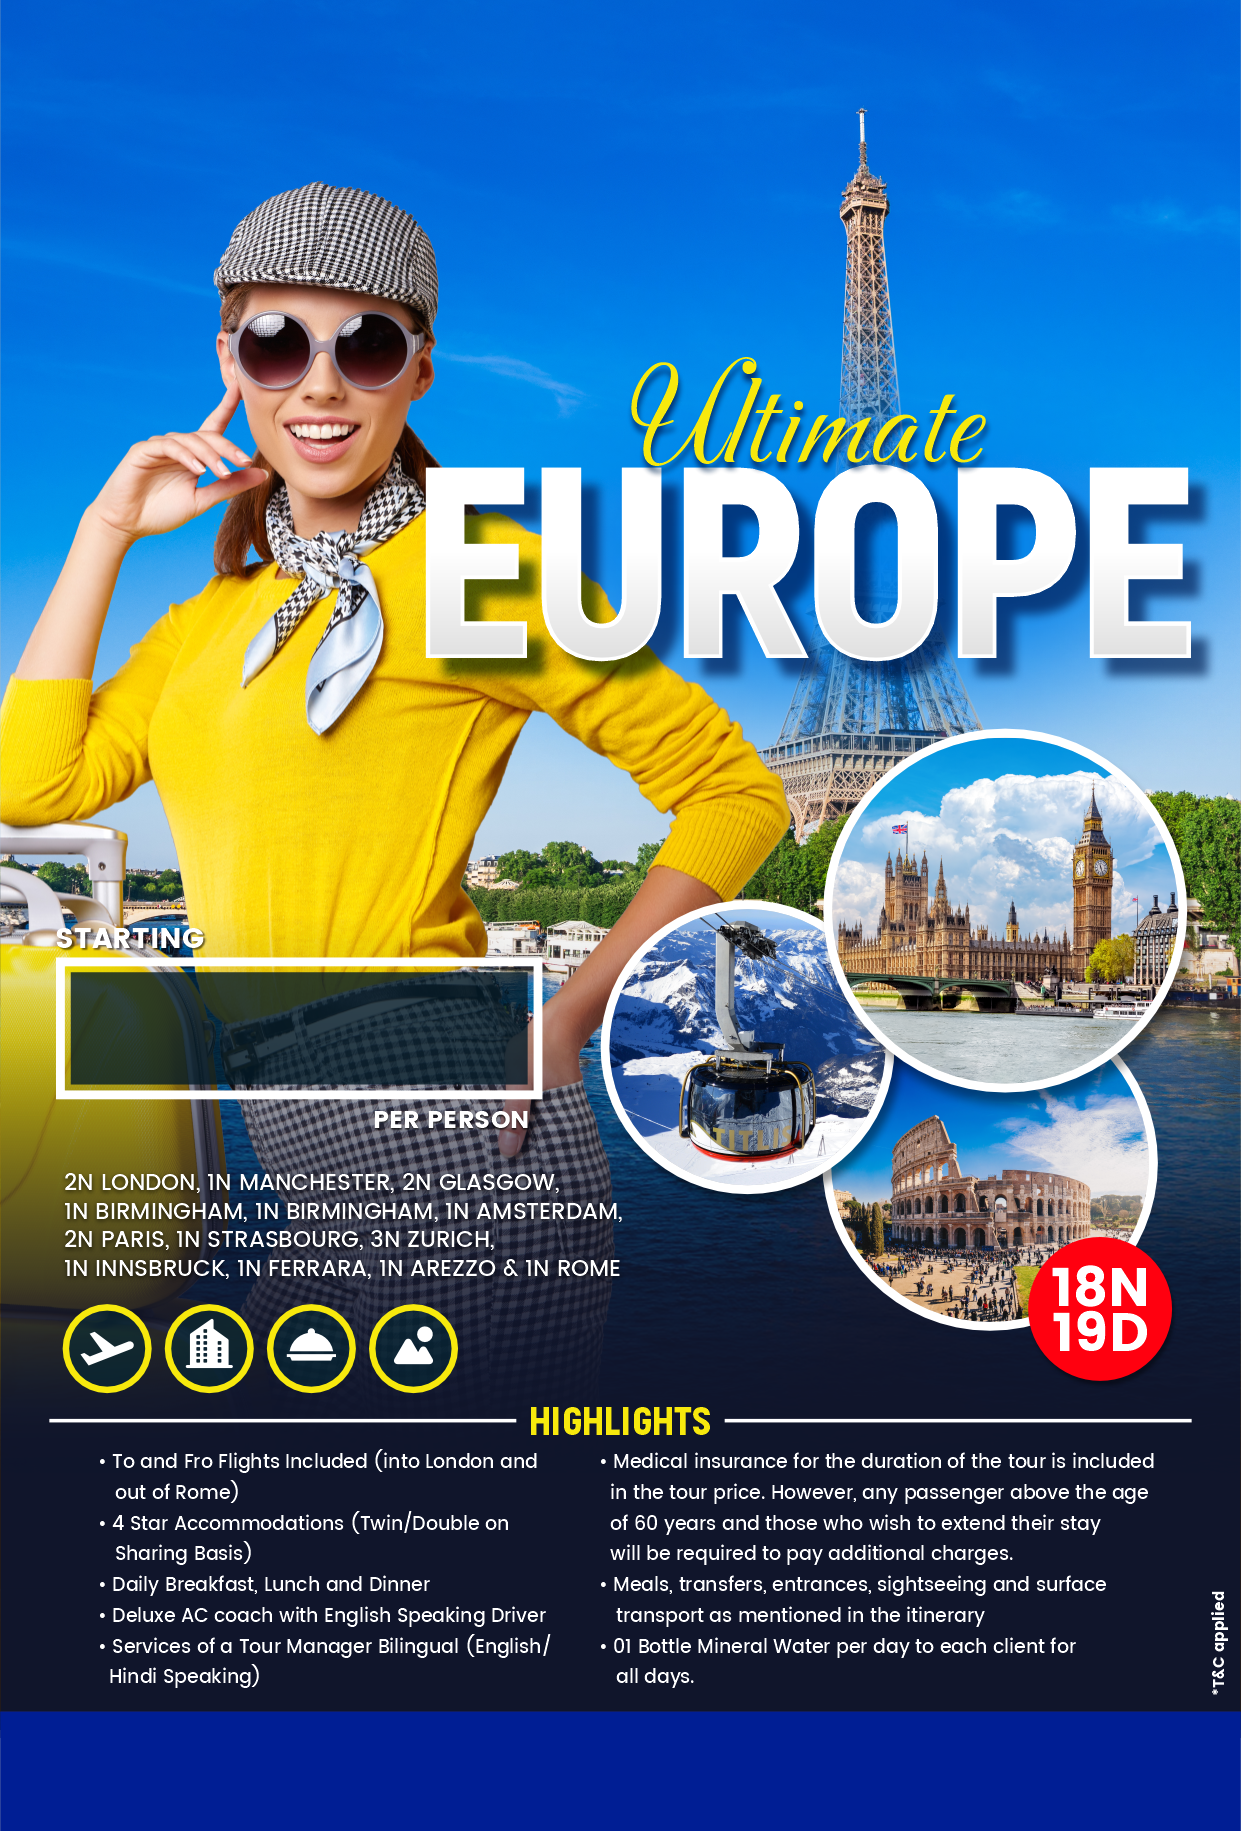 Ultimate
EUROPE
STARTING
PER PERSON
2N LONDON, 1N MANCHESTER, 2N GLASGOW,
1N BIRMINGHAM, 1N BIRMINGHAM, 1N AMSTERDAM,
2N PARIS, 1N STRASBOURG, 3N ZURICH,
1N INNSBRUCK, 1N FERRARA, 1N AREZZO & 1N ROME
TITLIS
18N
19D
HIGHLIGHTS
• To and Fro Flights Included (into London and
out of Rome)
• 4 Star Accommodations (Twin/Double on
Sharing Basis)
• Daily Breakfast, Lunch and Dinner
• Deluxe AC coach with English Speaking Driver
• Services of a Tour Manager Bilingual (English/
Hindi Speaking)
• Medical insurance for the duration of the tour is included
in the tour price. However, any passenger above the age
of 60 years and those who wish to extend their stay
will be required to pay additional charges.
• Meals, transfers, entrances, sightseeing and surface
transport as mentioned in the itinerary
• 01 Bottle Mineral Water per day to each client for
all days.
*T&C applied